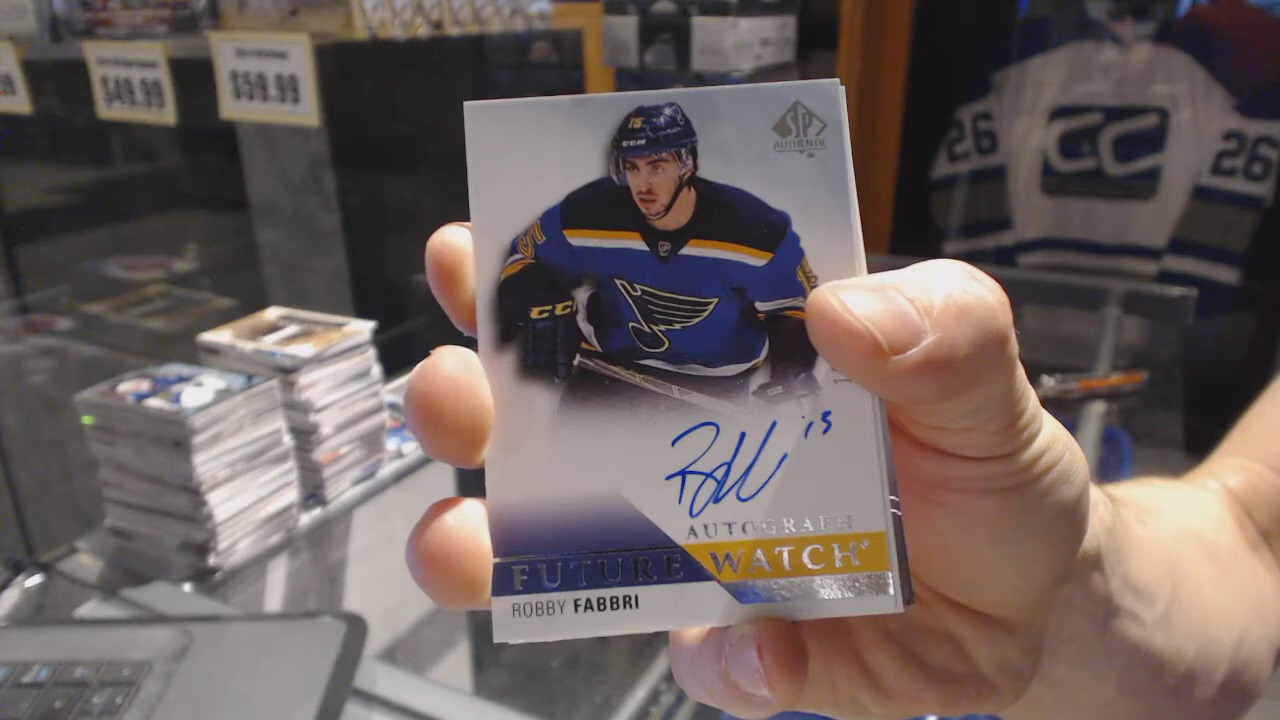 $49.99
$59.99
26
CC
26
SP
AUTHENTIC
15
CCM
15
CCM
'15
AUTOGRAPH
FUTURE WATCH
ROBBY FABBRI